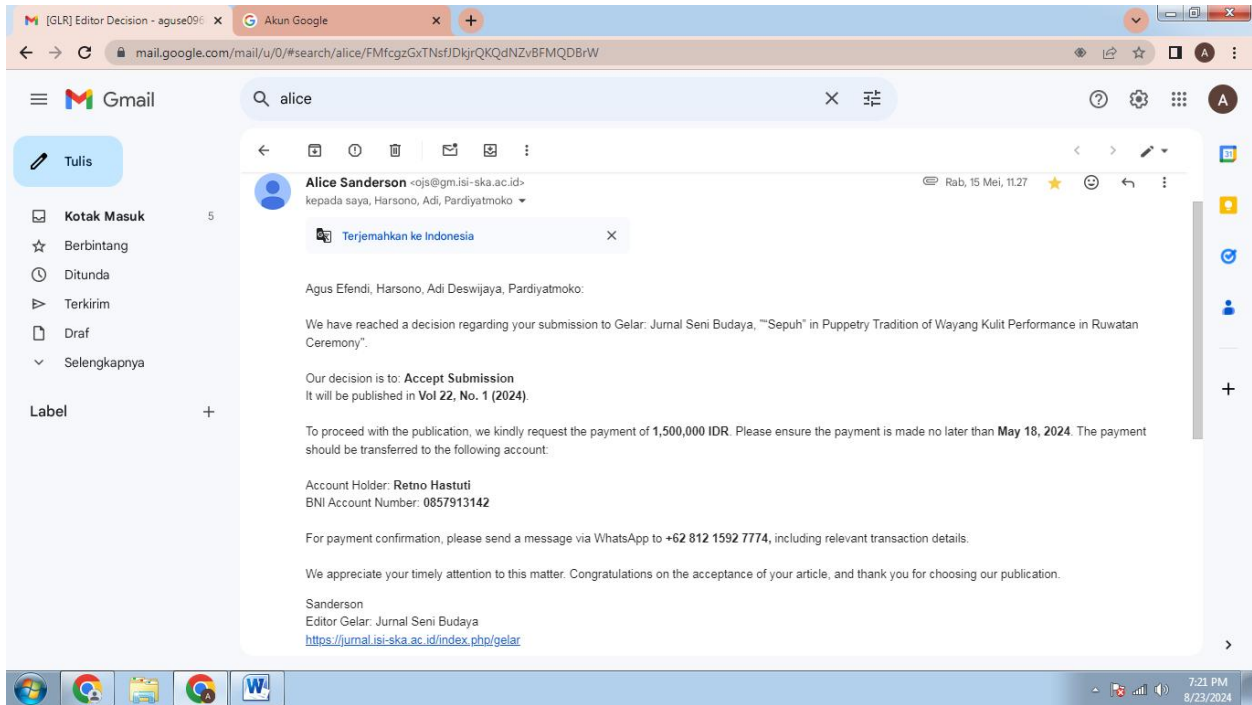 [GLR] Editor Decision - aguse096
Akun Google
mail.google.com/mail/u/0/#search/alice/FMfcgzGxTNsfJDkjrQKQdNZvBFMQDBrW
A
Gmail
alice
A
Tulis
31
Alice Sanderson <ojs@gm.isi-ska.ac.id>
Rab, 15 Mei, 11.27
kepada saya, Harsono, Adi, Pardiyatmoko
Kotak Masuk 5
Terjemahkan ke Indonesia
Berbintang
Ditunda
Agus Efendi, Harsono, Adi Deswijaya, Pardiyatmoko:
Terkirim
Draf
We have reached a decision regarding your submission to Gelar: Jurnal Seni Budaya, "“Sepuh” in Puppetry Tradition of Wayang Kulit Performance in Ruwatan
Ceremony".
Selengkapnya
Our decision is to: Accept Submission
It will be published in Vol 22, No. 1 (2024).
Label
To proceed with the publication, we kindly request the payment of 1,500,000 IDR. Please ensure the payment is made no later than May 18, 2024. The payment
should be transferred to the following account:
Account Holder: Retno Hastuti
BNI Account Number: 0857913142
For payment confirmation, please send a message via WhatsApp to +62 812 1592 7774, including relevant transaction details.
We appreciate your timely attention to this matter. Congratulations on the acceptance of your article, and thank you for choosing our publication.
Sanderson
Editor Gelar: Jurnal Seni Budaya
https://jurnal.isi-ska.ac.id/index.php/gelar
7:21 PM
8/23/2024